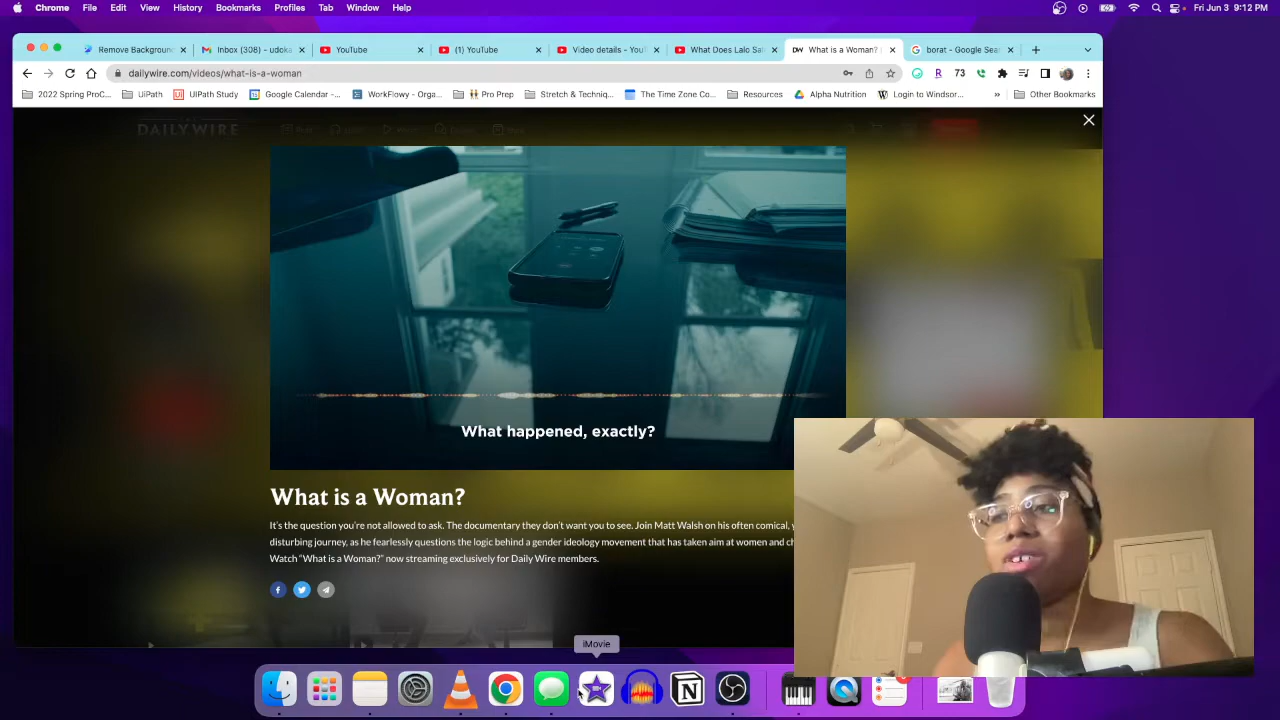 Chrome File Edit View History Bookmarks Profiles Tab Window Help Fri Jun 3 9:12 PM
Remove Backgroun Inbox (308) - udoka YouTube (1) YouTube Video details - You What Does Lalo Sal What is a Woman? borat - Google Sear
dailywire.com/videos/what-is-a-woman 73
2022 Spring ProC... UiPath UiPath Study Google Calendar -... WorkFlowy - Orga... Pro Prep Stretch & Techniq... The Time Zone Co... Resources Alpha Nutrition Login to Windsor... » Other Bookmarks
DAILYWIRE
What happened, exactly?
What is a Woman?
It's the question you're not allowed to ask. The documentary they don't want you to see. Join Matt Walsh on his often comical,
disturbing journey, as he fearlessly questions the logic behind a gender ideology movement that has taken aim at women and
Watch "What is a Woman?" now streaming exclusively for Daily Wire members.
iMovie